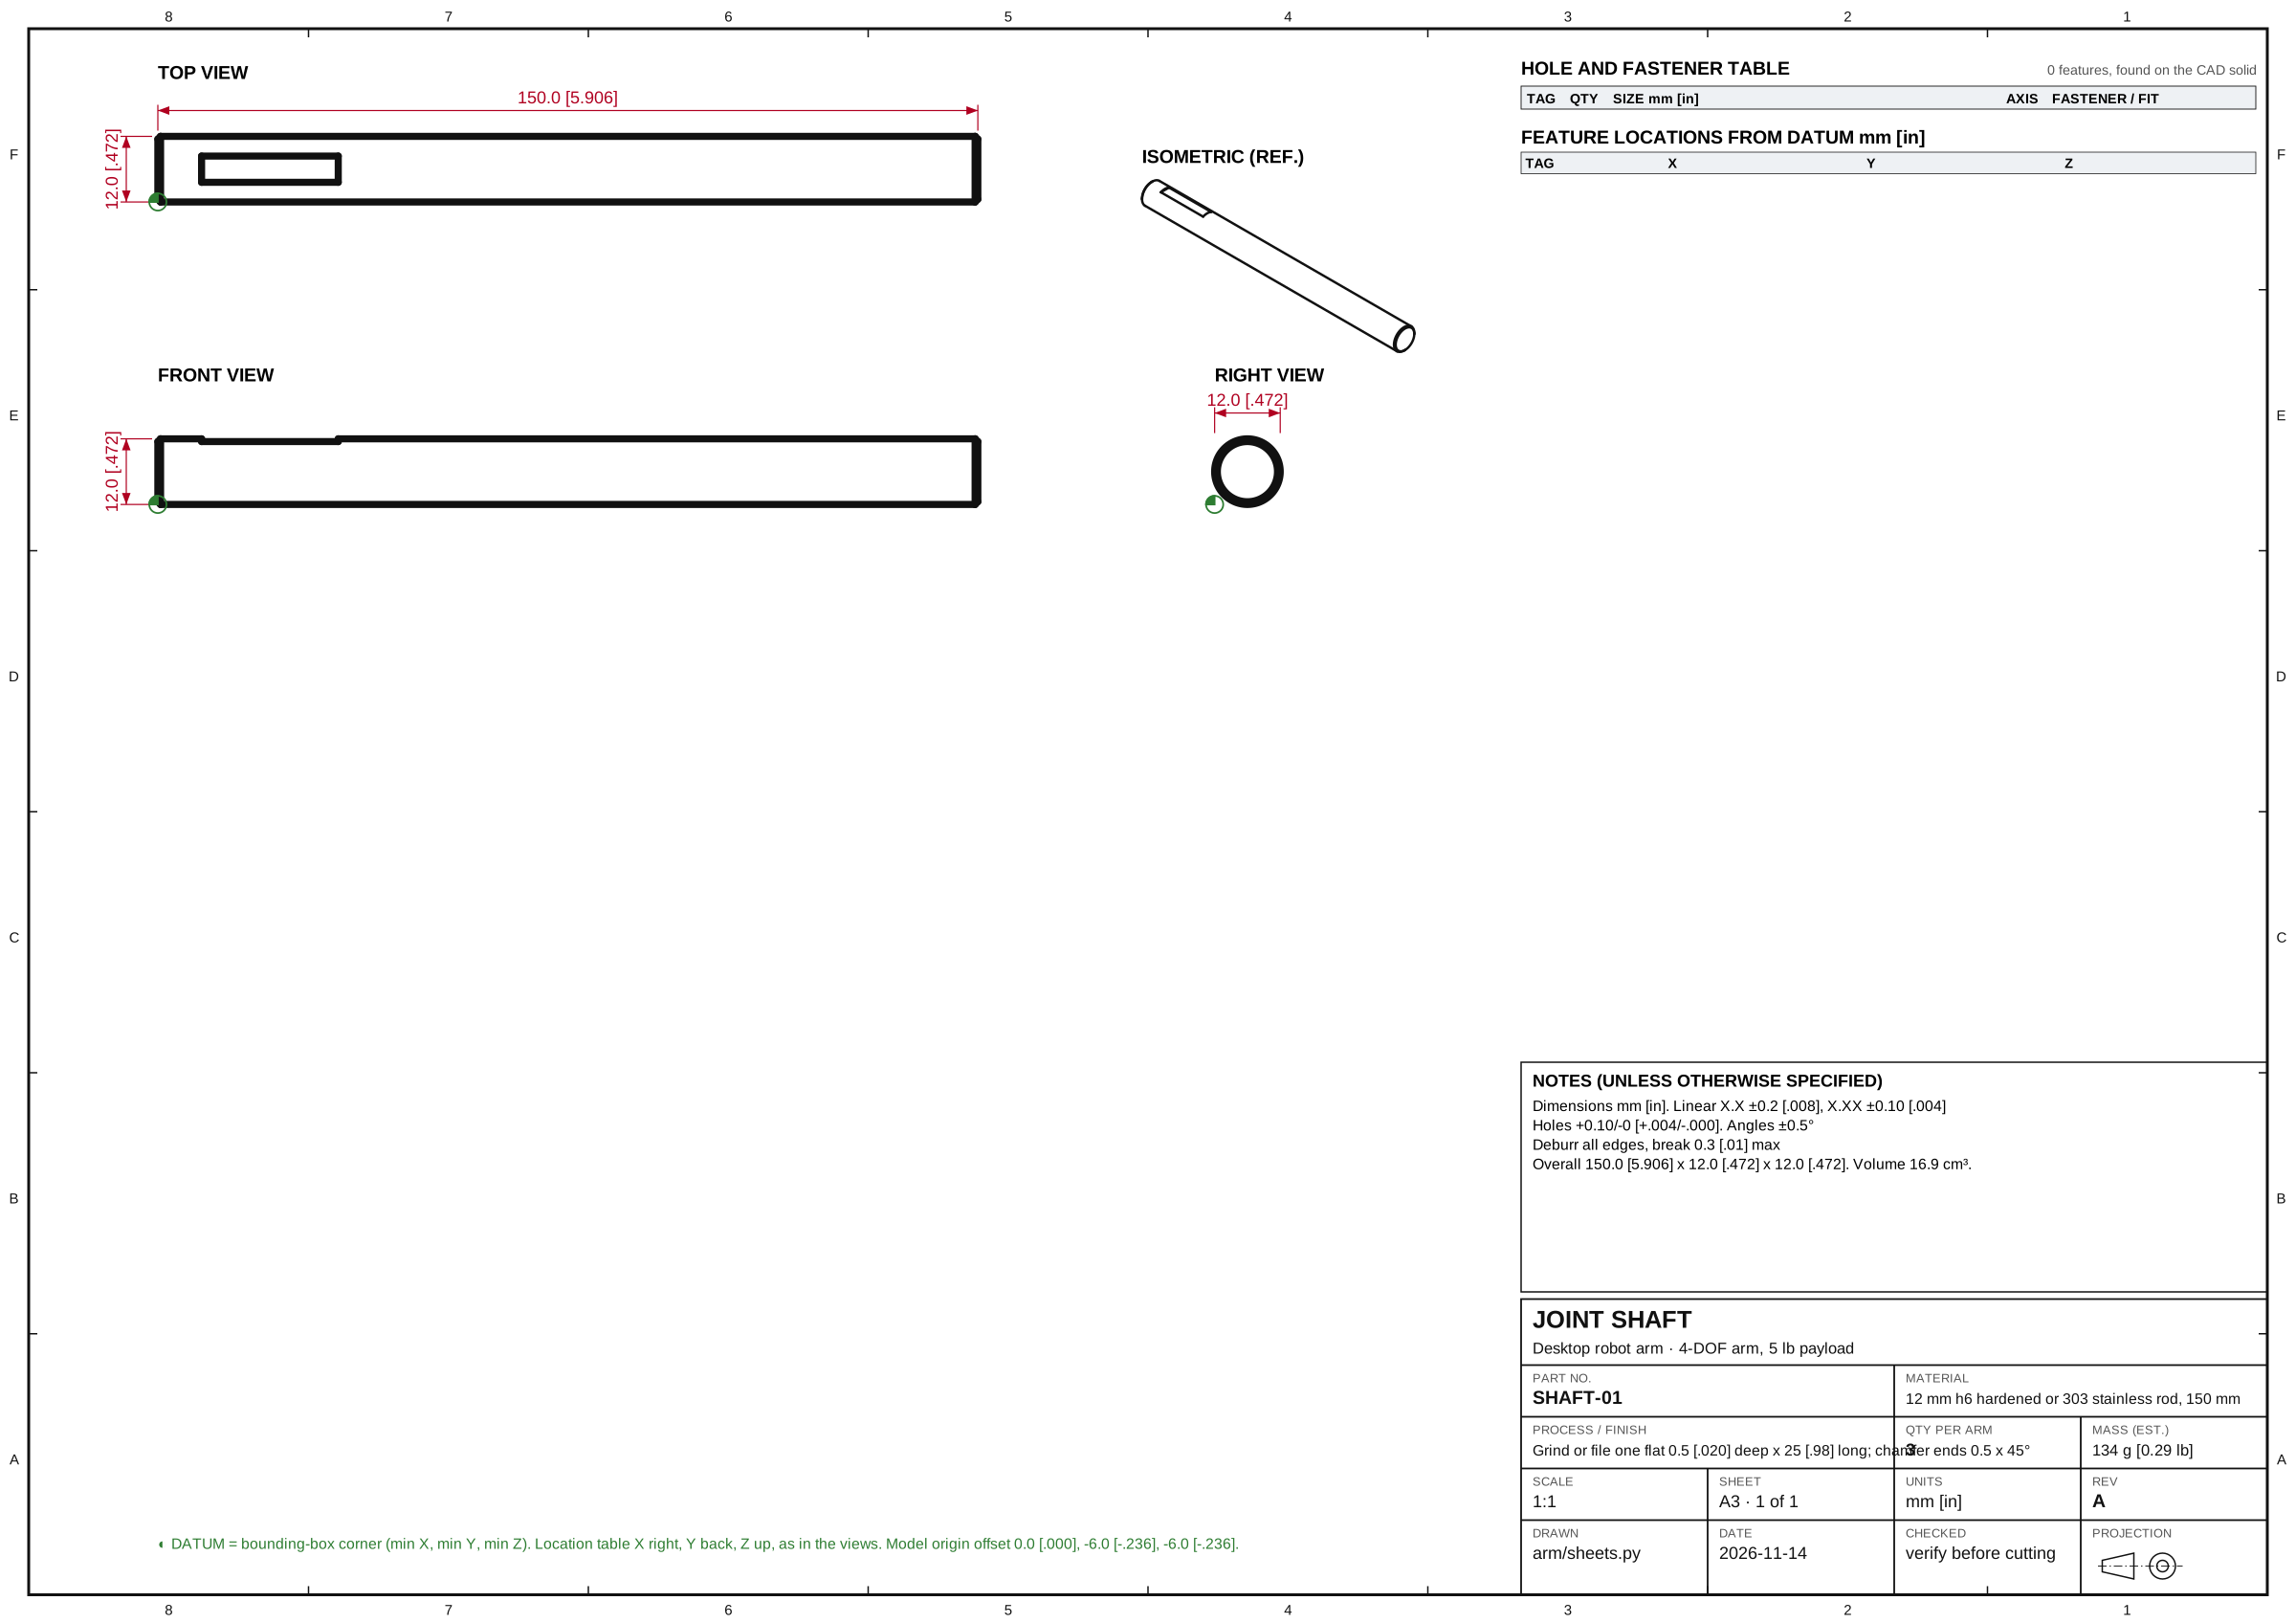 8 7 6 5 4 3 2 1
TOP VIEW
150.0 [5.906]
12.0 [.472]
ISOMETRIC (REF.)
HOLE AND FASTENER TABLE
0 features, found on the CAD solid
TAG QTY SIZE mm [in] AXIS FASTENER / FIT
FEATURE LOCATIONS FROM DATUM mm [in]
TAG X Y Z
F F
FRONT VIEW
12.0 [.472]
RIGHT VIEW
12.0 [.472]
E E
D D
C C
B B
A A
NOTES (UNLESS OTHERWISE SPECIFIED)
Dimensions mm [in]. Linear X.X ±0.2 [.008], X.XX ±0.10 [.004]
Holes +0.10/-0 [+.004/-.000]. Angles ±0.5°
Deburr all edges, break 0.3 [.01] max
Overall 150.0 [5.906] x 12.0 [.472] x 12.0 [.472]. Volume 16.9 cm³.
JOINT SHAFT
Desktop robot arm · 4-DOF arm, 5 lb payload
PART NO.
SHAFT-01
MATERIAL
12 mm h6 hardened or 303 stainless rod, 150 mm
PROCESS / FINISH
Grind or file one flat 0.5 [.020] deep x 25 [.98] long; chamfer ends 0.5 x 45°
QTY PER ARM
3
MASS (EST.)
134 g [0.29 lb]
SCALE
1:1
SHEET
A3 · 1 of 1
UNITS
mm [in]
REV
A
DRAWN
arm/sheets.py
DATE
2026-11-14
CHECKED
verify before cutting
PROJECTION
DATUM = bounding-box corner (min X, min Y, min Z). Location table X right, Y back, Z up, as in the views. Model origin offset 0.0 [.000], -6.0 [-.236], -6.0 [-.236].
8 7 6 5 4 3 2 1